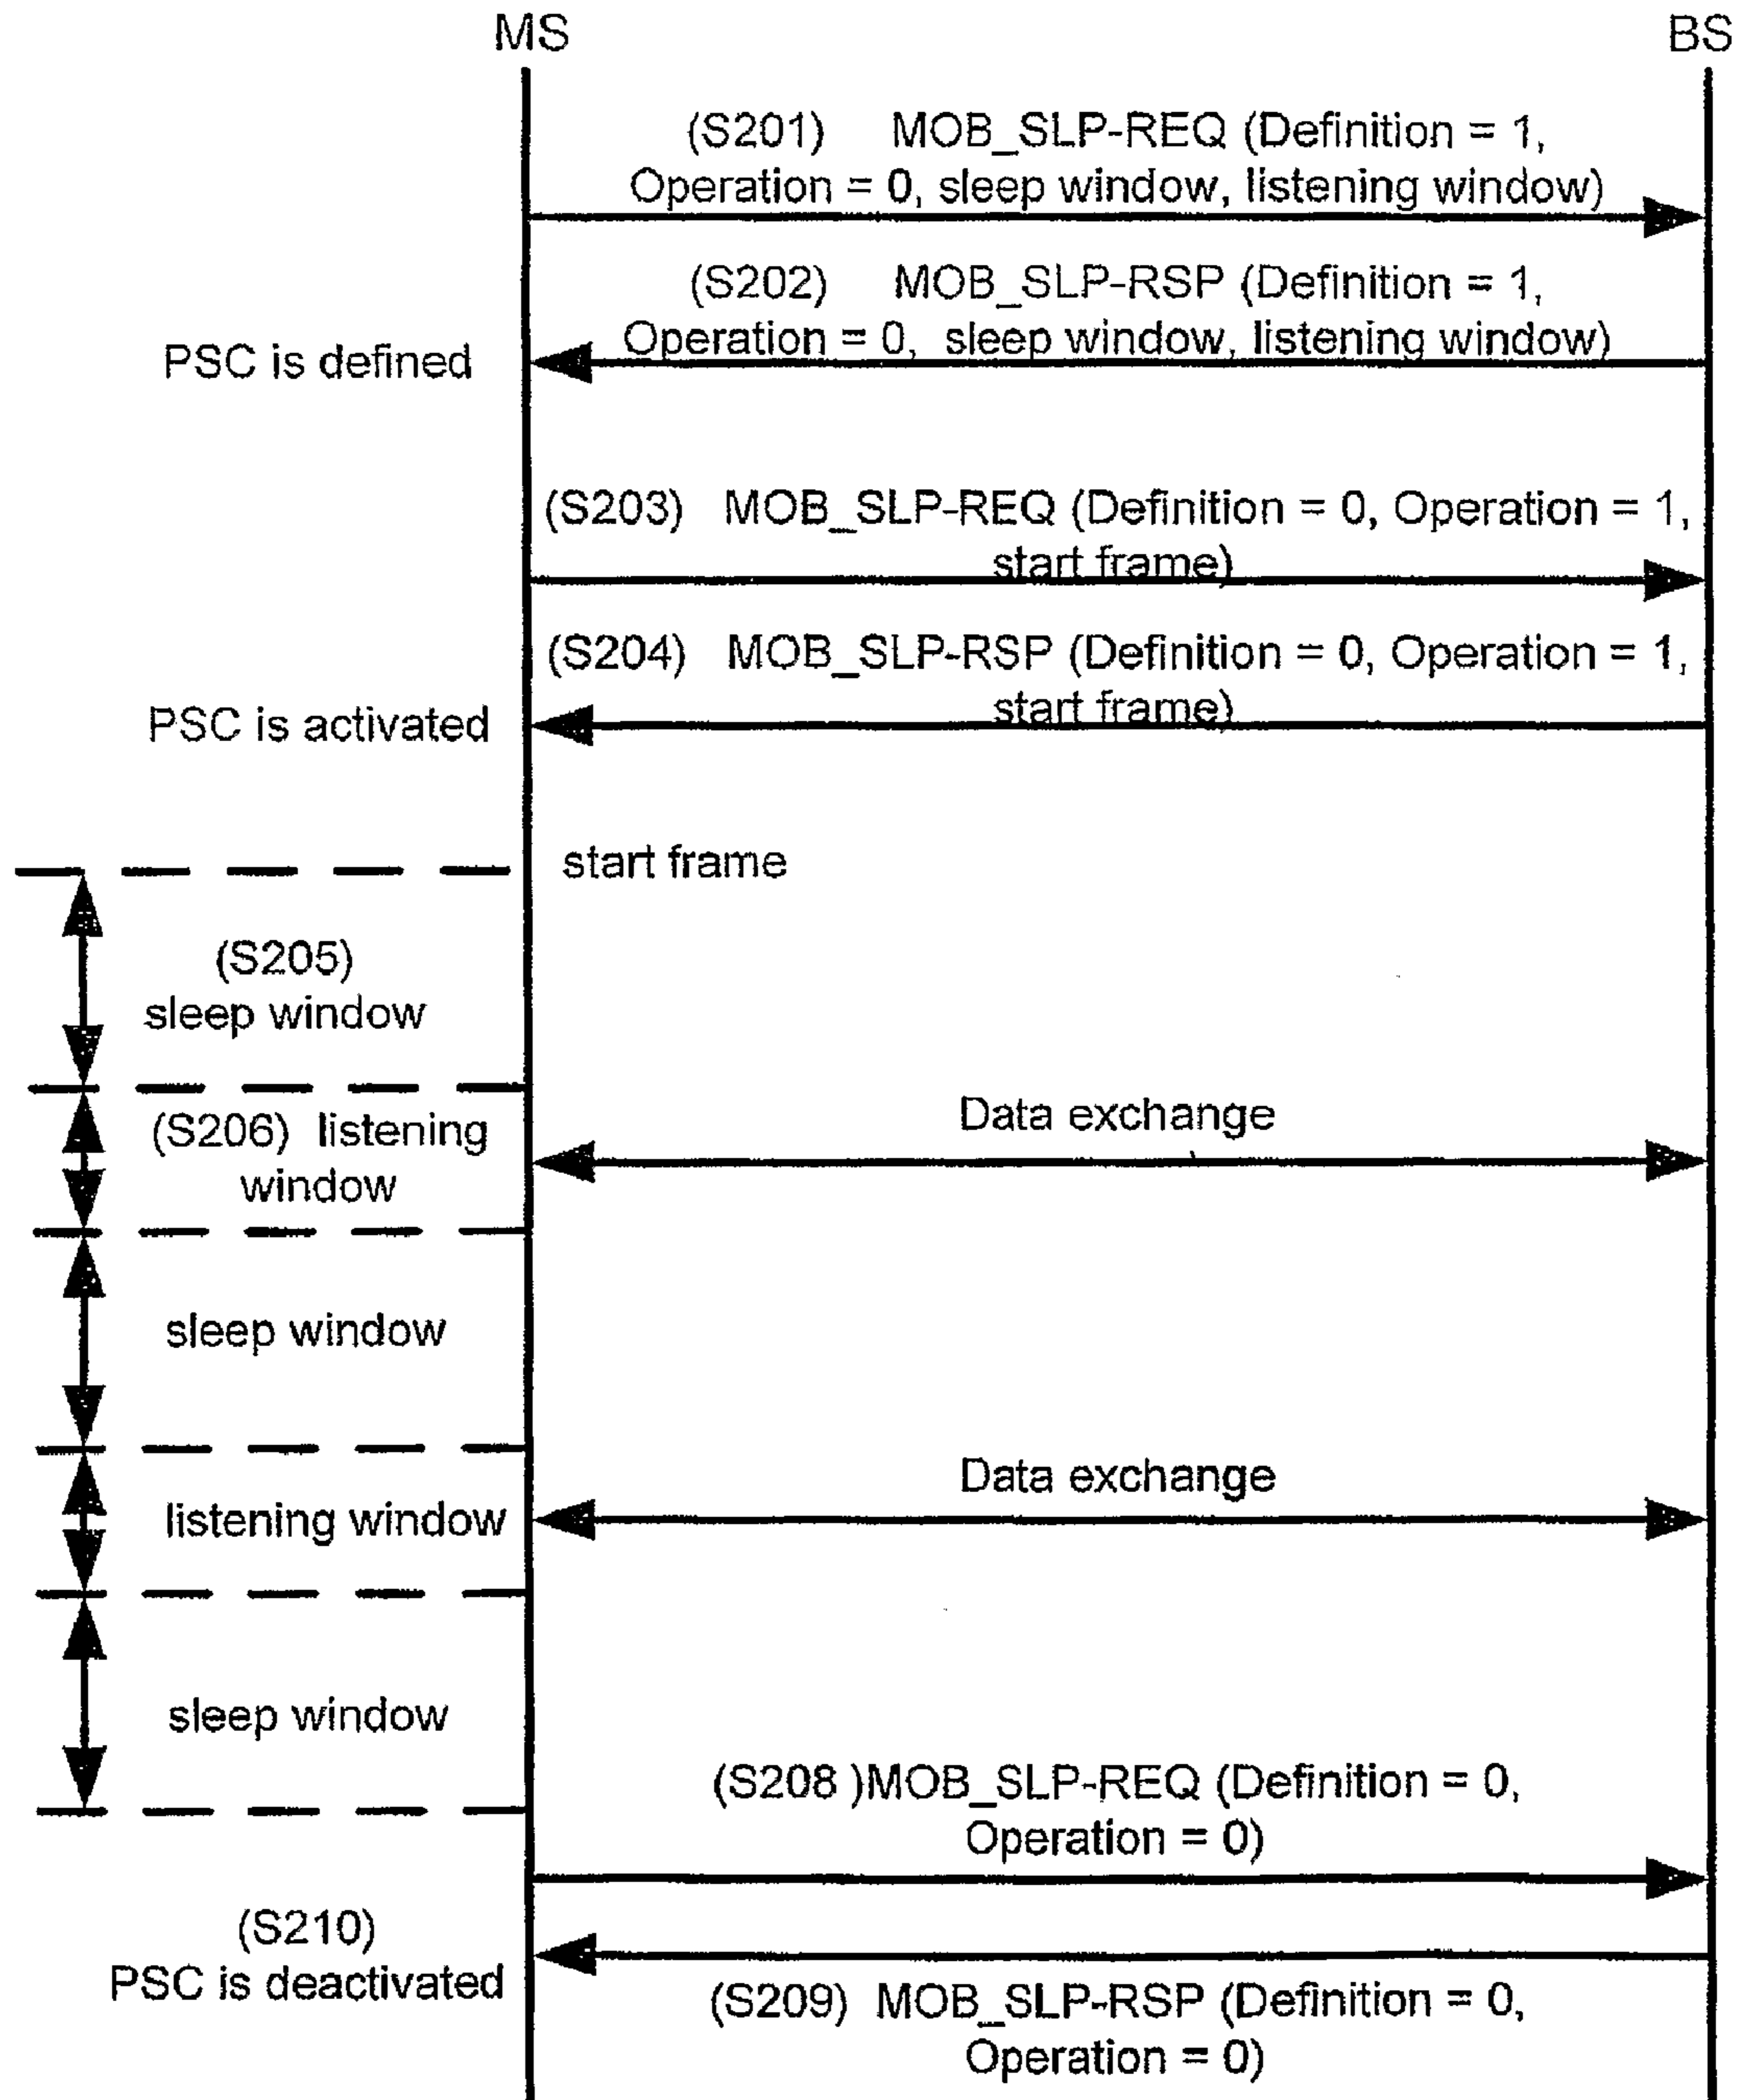 MS
BS
(S201) MOB_SLP-REQ (Definition = 1,
Operation = 0, sleep window, listening window)
(S202) MOB_SLP-RSP (Definition = 1,
Operation = 0, sleep window, listening window)
PSC is defined
(S203) MOB_SLP-REQ (Definition = 0, Operation = 1,
start frame)
(S204) MOB_SLP-RSP (Definition = 0, Operation = 1,
start frame)
PSC is activated
start frame
(S205)
sleep window
Data exchange
(S206) listening
window
sleep window
Data exchange
listening window
sleep window
(S208 )MOB_SLP-REQ (Definition = 0,
Operation = 0)
(S210)
PSC is deactivated
(S209) MOB_SLP-RSP (Definition = 0,
Operation = 0)